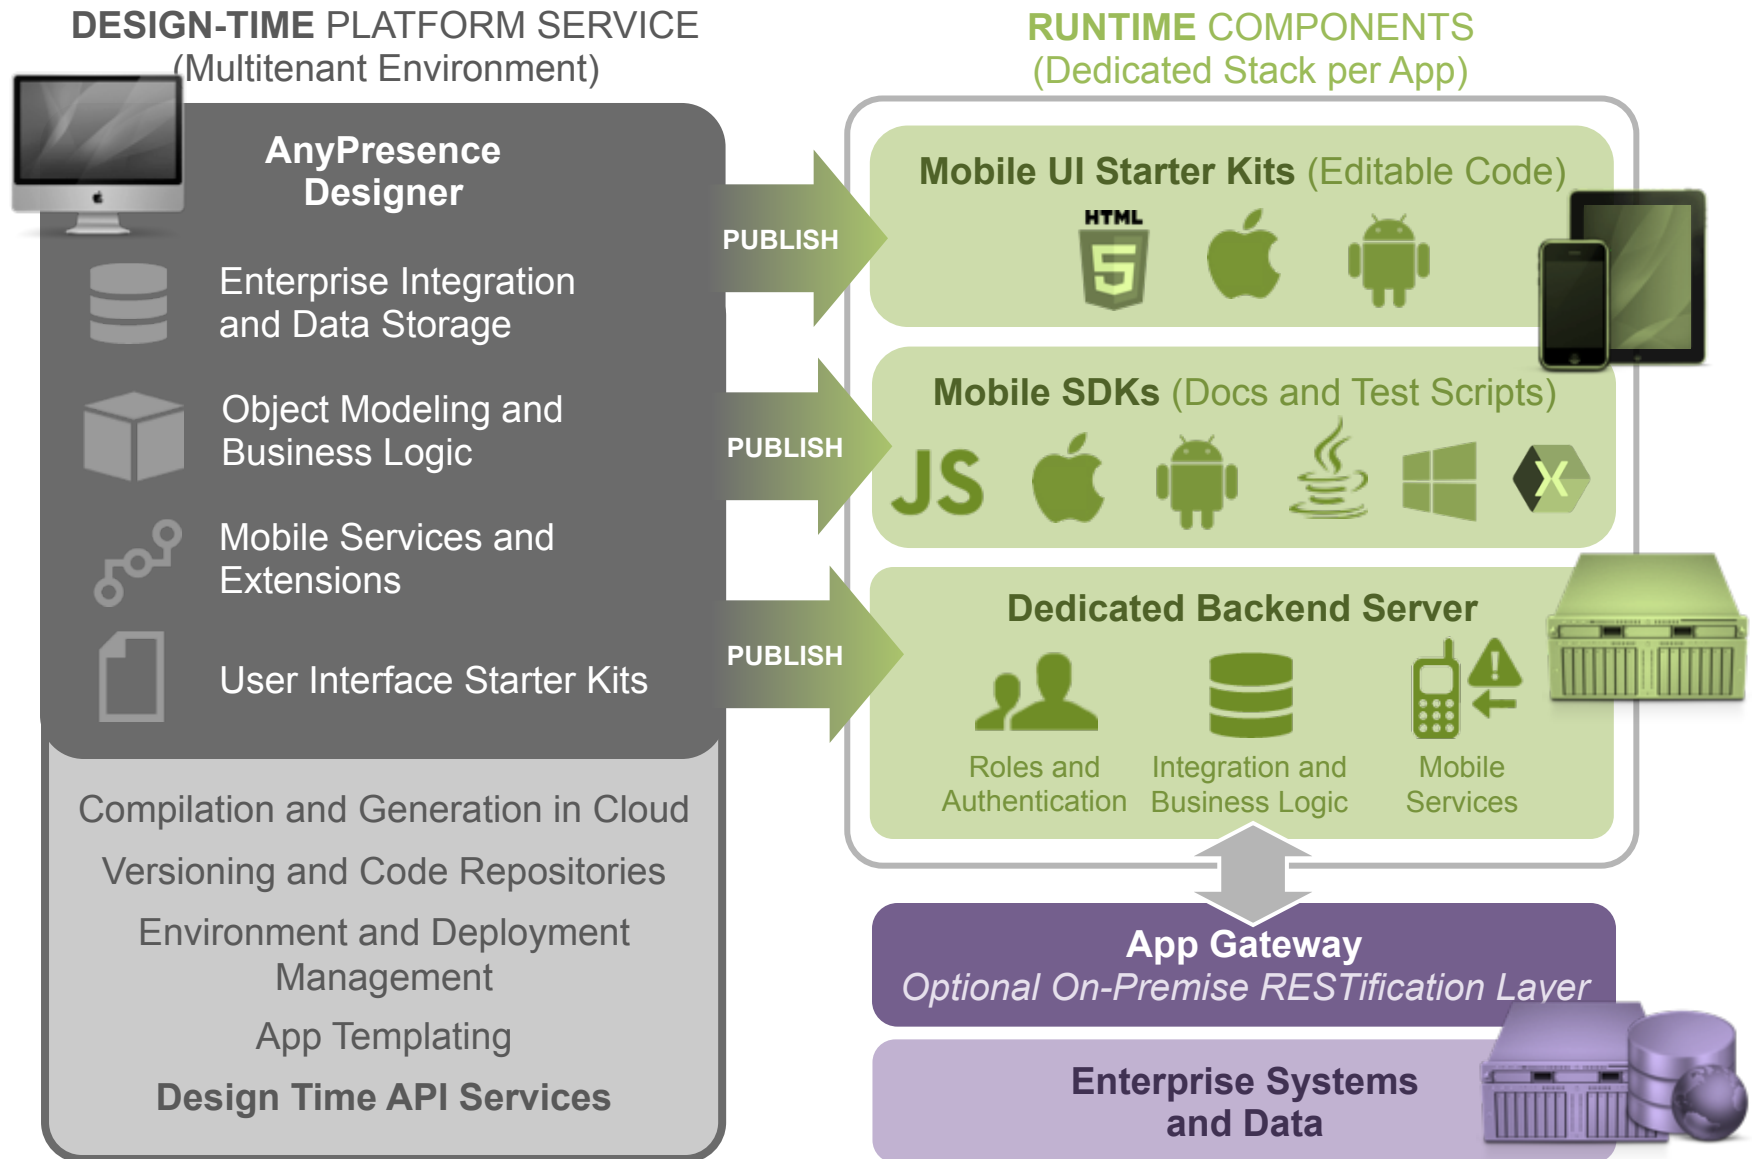 DESIGN-TIME PLATFORM SERVICE
(Multitenant Environment)
AnyPresence
Designer
Enterprise Integration
and Data Storage
Object Modeling and
Business Logic
Mobile Services and
Extensions
User Interface Starter Kits
Compilation and Generation in Cloud
Versioning and Code Repositories
Environment and Deployment
Management
App Templating
Design Time API Services
PUBLISH
PUBLISH
PUBLISH
RUNTIME COMPONENTS
(Dedicated Stack per App)
Mobile UI Starter Kits (Editable Code)
HTML
5
Mobile SDKs (Docs and Test Scripts)
JS
X
Dedicated Backend Server
Roles and
Authentication
Integration and
Business Logic
Mobile
Services
App Gateway
Optional On-Premise RESTification Layer
Enterprise Systems
and Data